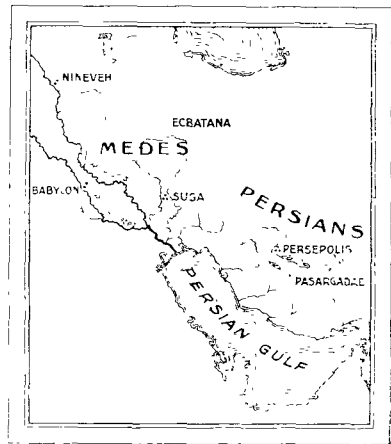 NINEVEH
ECBATANA
MEDES
BABYLON
SUSA
PERSIANS
PERSEPOLIS
PASARGADAE
PERSIAN GULF